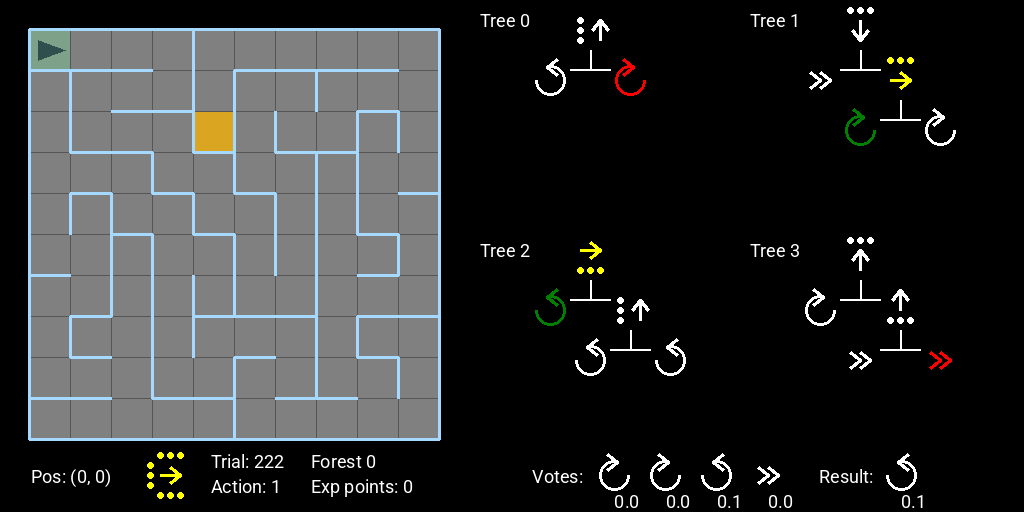 Tree 0
Tree 1
Tree 2
Tree 3
Pos: (0, 0)
Trial: 222
Forest 0
Action: 1
Exp points: 0
Votes:
0.0
0.0
0.1
0.0
Result:
0.1